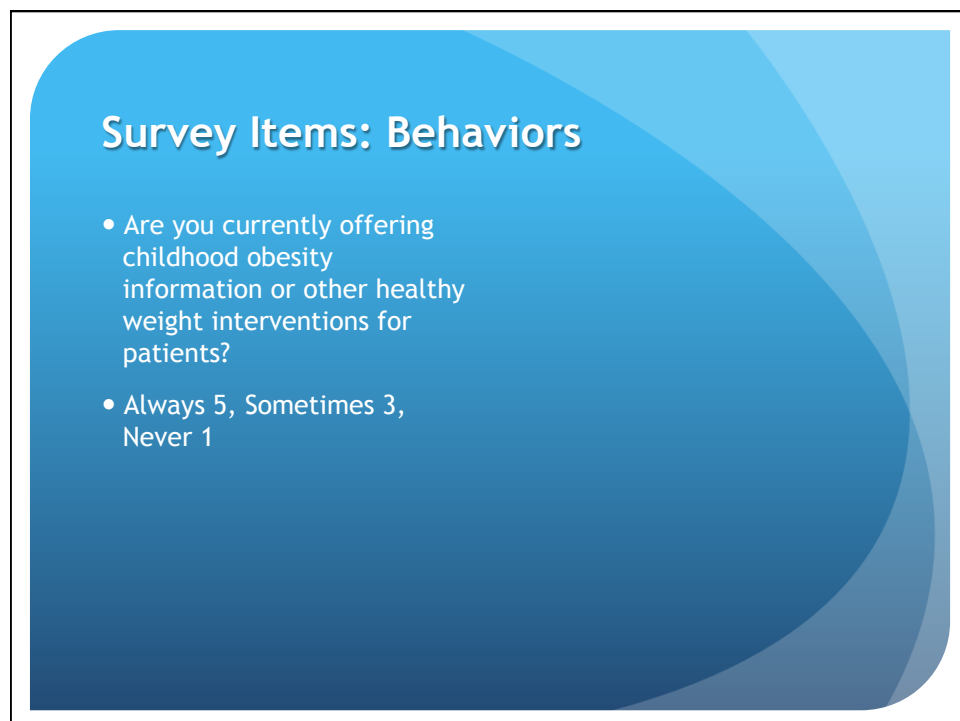 Survey Items: Behaviors
• Are you currently offering
childhood obesity
information or other healthy
weight interventions for
patients?
• Always 5, Sometimes 3,
Never 1